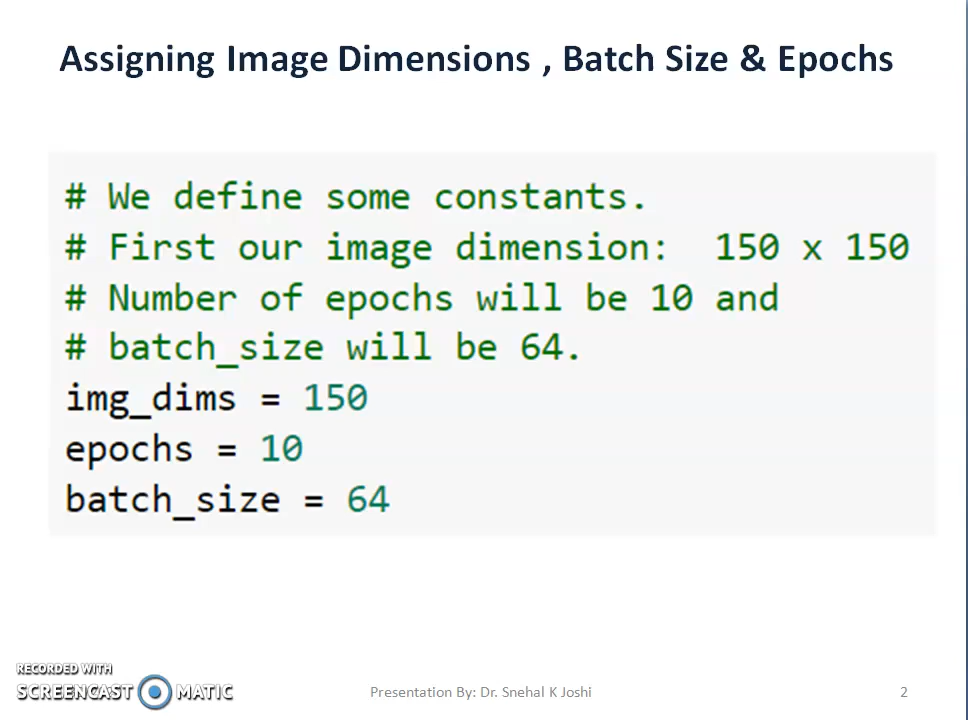 Assigning Image Dimensions , Batch Size & Epochs
# We define some constants.
# First our image dimension:  150 x 150
# Number of epochs will be 10 and
# batch_size will be 64.
img_dims = 150
epochs = 10
batch_size = 64
RECORDED WITH
SCREENCAST MATIC
Presentation By: Dr. Snehal K Joshi
2